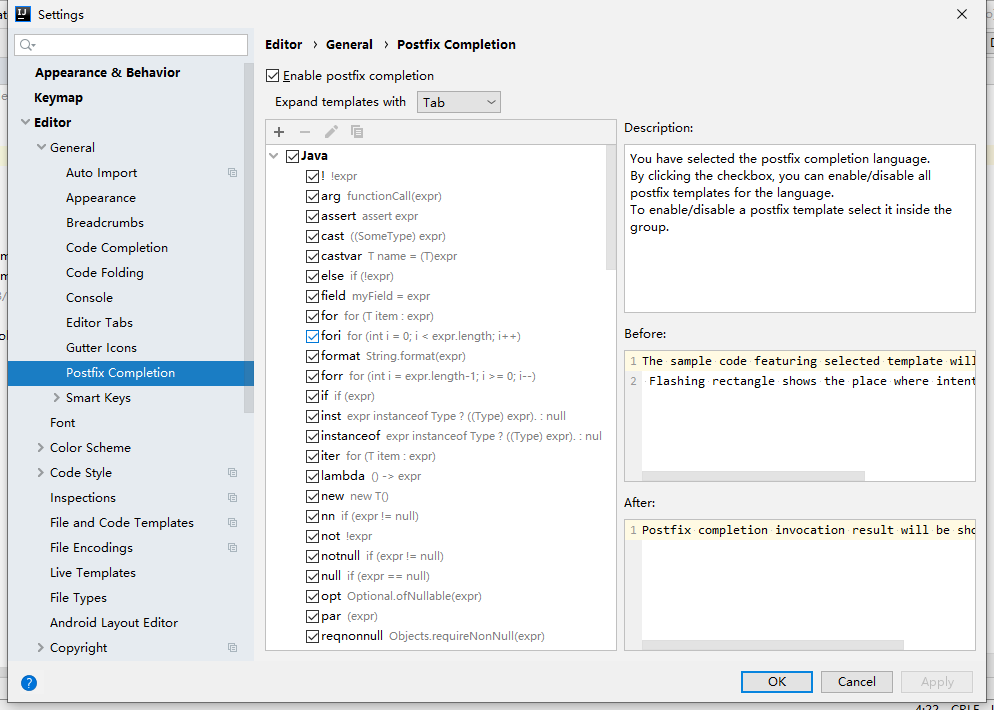 Settings
Editor › General › Postfix Completion
Appearance & Behavior
Keymap
Editor
General
Auto Import
Appearance
Breadcrumbs
Code Completion
Code Folding
Console
Editor Tabs
Gutter Icons
Postfix Completion
Smart Keys
Font
Color Scheme
Code Style
Inspections
File and Code Templates
File Encodings
Live Templates
File Types
Android Layout Editor
Copyright
Enable postfix completion
Expand templates with Tab
Java
! !expr
arg functionCall(expr)
assert assert expr
cast ((SomeType) expr)
castvar T name = (T)expr
else if (!expr)
field myField = expr
for for (T item : expr)
fori for (int i = 0; i < expr.length; i++)
format String.format(expr)
forr for (int i = expr.length-1; i >= 0; i--)
if if (expr)
inst expr instanceof Type ? ((Type) expr). : null
instanceof expr instanceof Type ? ((Type) expr). : nul
iter for (T item : expr)
lambda () -> expr
new new T()
nn if (expr != null)
not !expr
notnull if (expr != null)
null if (expr == null)
opt Optional.ofNullable(expr)
par (expr)
reqnonnull Objects.requireNonNull(expr)
Description:
You have selected the postfix completion language.
By clicking the checkbox, you can enable/disable all
postfix templates for the language.
To enable/disable a postfix template select it inside the
group.
Before:
1 The sample code featuring selected template will
2 Flashing rectangle shows the place where intent
After:
1 Postfix completion invocation result will be sho
?
OK
Cancel
Apply
4:22 CRLF